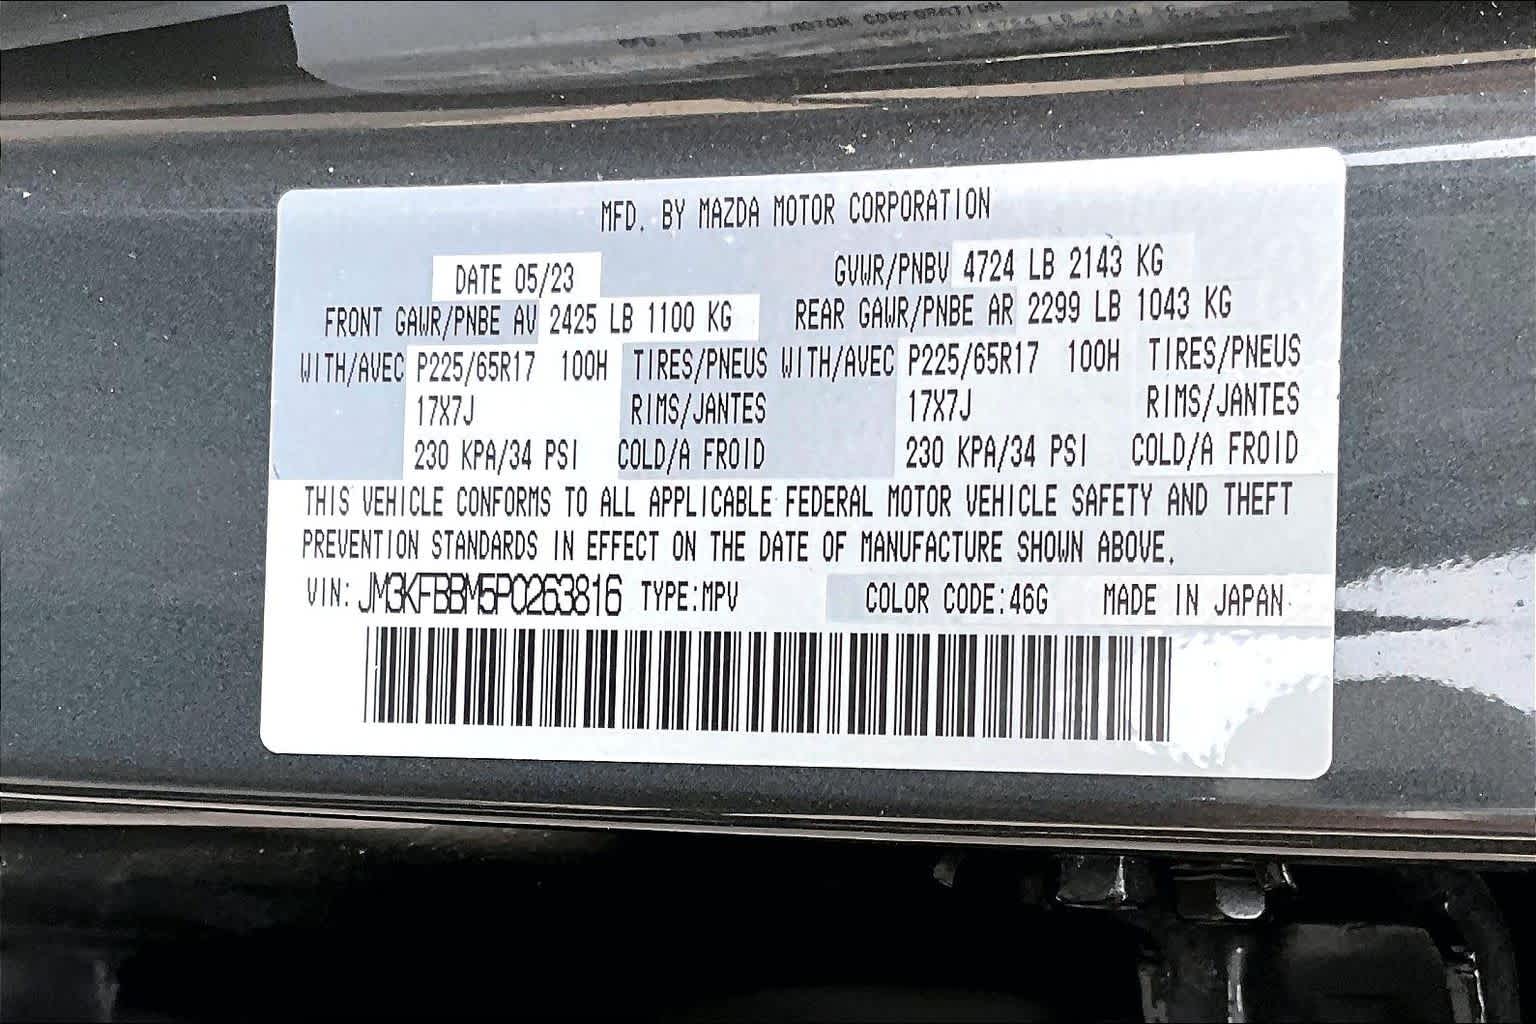 MFD. BY MAZDA MOTOR CORPORATION
MFD. BY MAZDA MOTOR CORPORATION
DATE 05/23 GVWR/PNBV 4724 LB 2143 KG
FRONT GAWR/PNBE AV 2425 LB 1100 KG REAR GAWR/PNBE AR 2299 LB 1043 KG
WITH/AVEC P225/65R17 100H TIRES/PNEUS WITH/AVEC P225/65R17 100H TIRES/PNEUS
17X7J RIMS/JANTES 17X7J RIMS/JANTES
230 KPA/34 PSI COLD/A FROID 230 KPA/34 PSI COLD/A FROID
THIS VEHICLE CONFORMS TO ALL APPLICABLE FEDERAL MOTOR VEHICLE SAFETY AND THEFT
PREVENTION STANDARDS IN EFFECT ON THE DATE OF MANUFACTURE SHOWN ABOVE.
VIN: JM3KFBBM5P0263816 TYPE:MPV COLOR CODE:46G MADE IN JAPAN